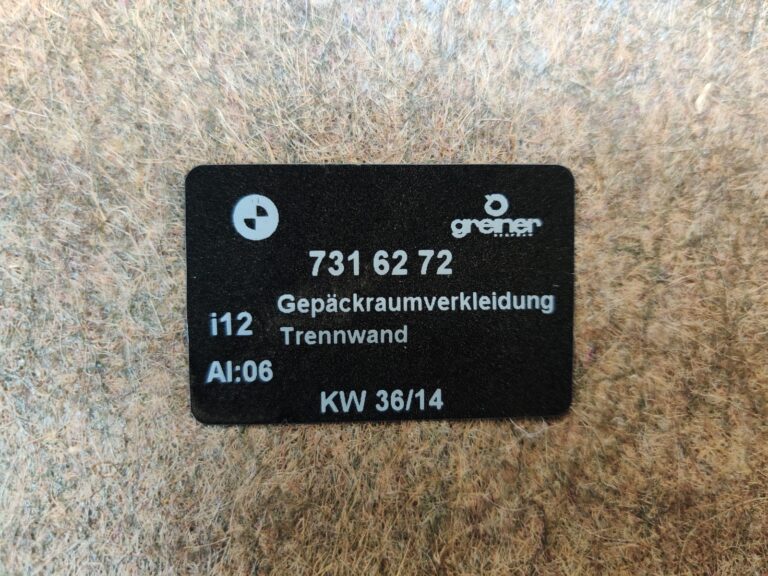 greiner
731 62 72
Gepäckraumverkleidung
i12
Trennwand
AI:06
KW 36/14